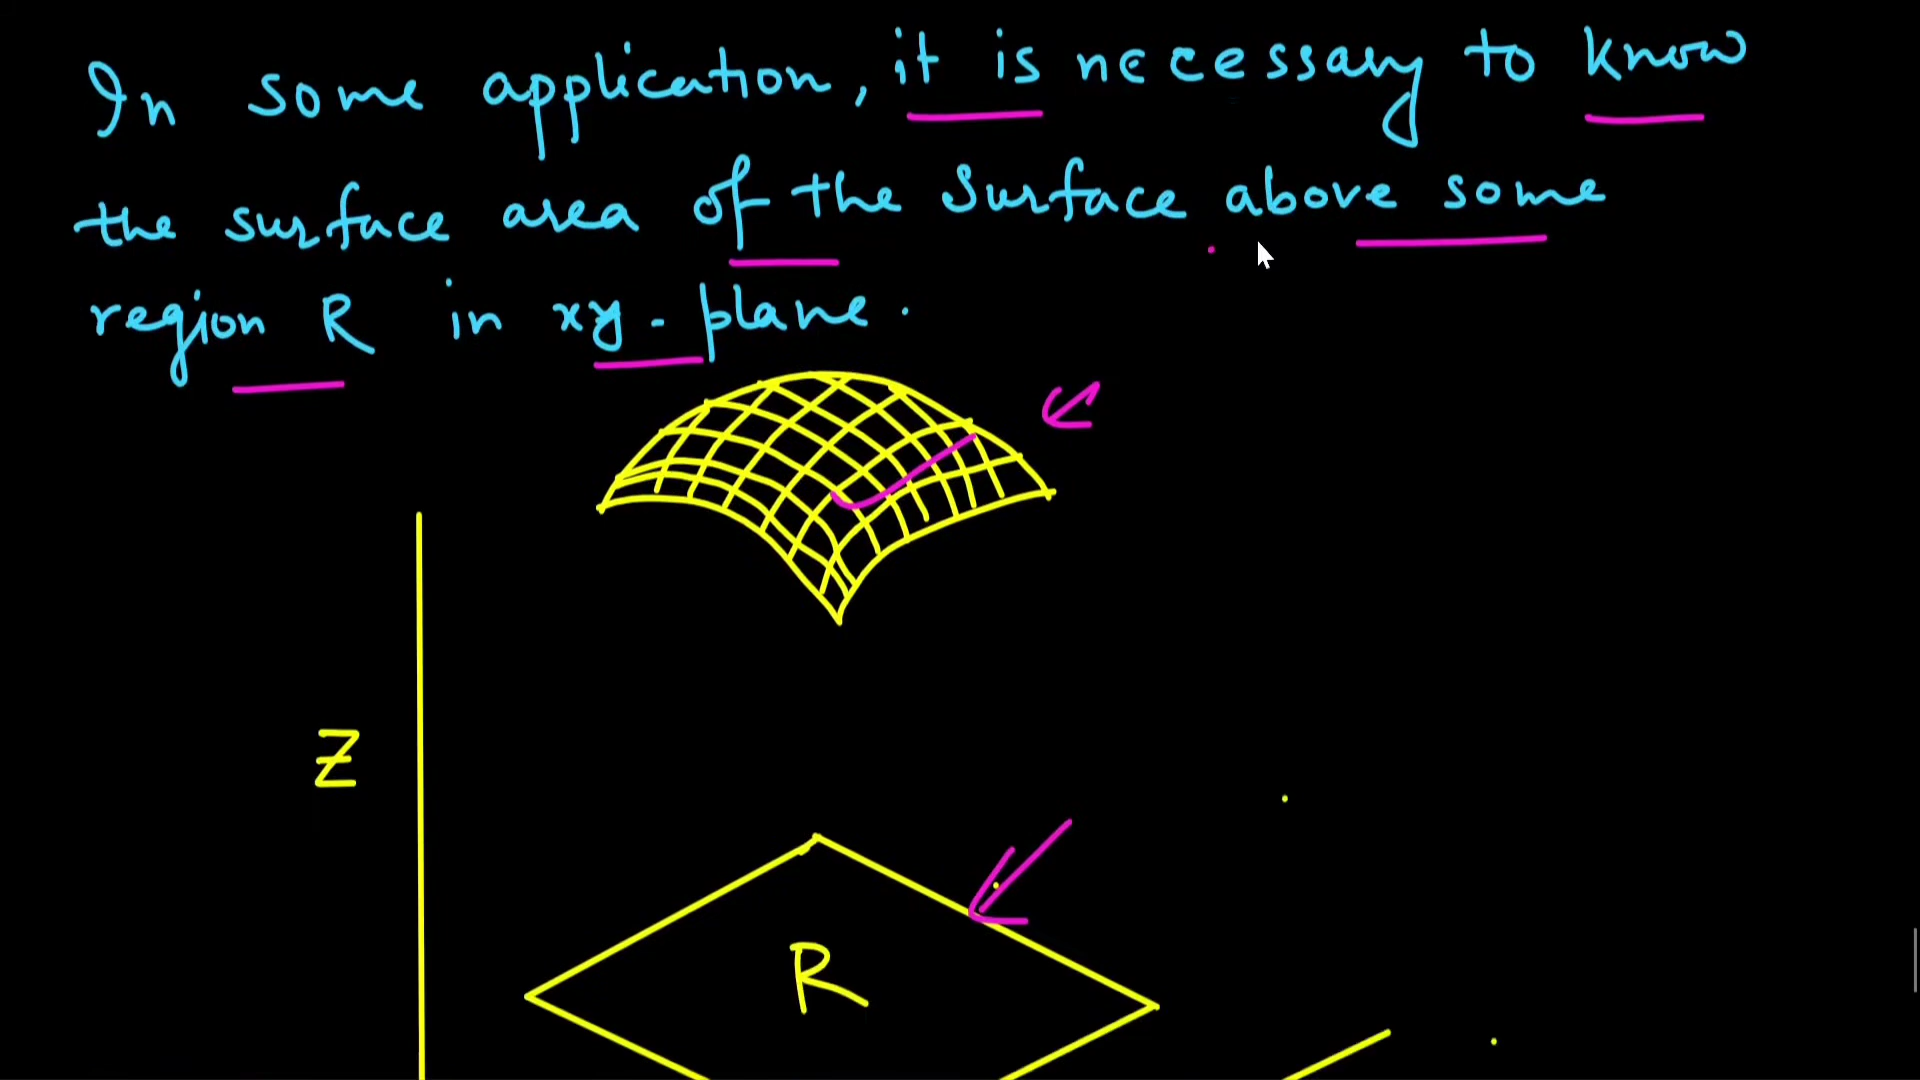 In some application, it is necessary to know
the surface area of the surface above some
region R in xy-plane.
Z
R